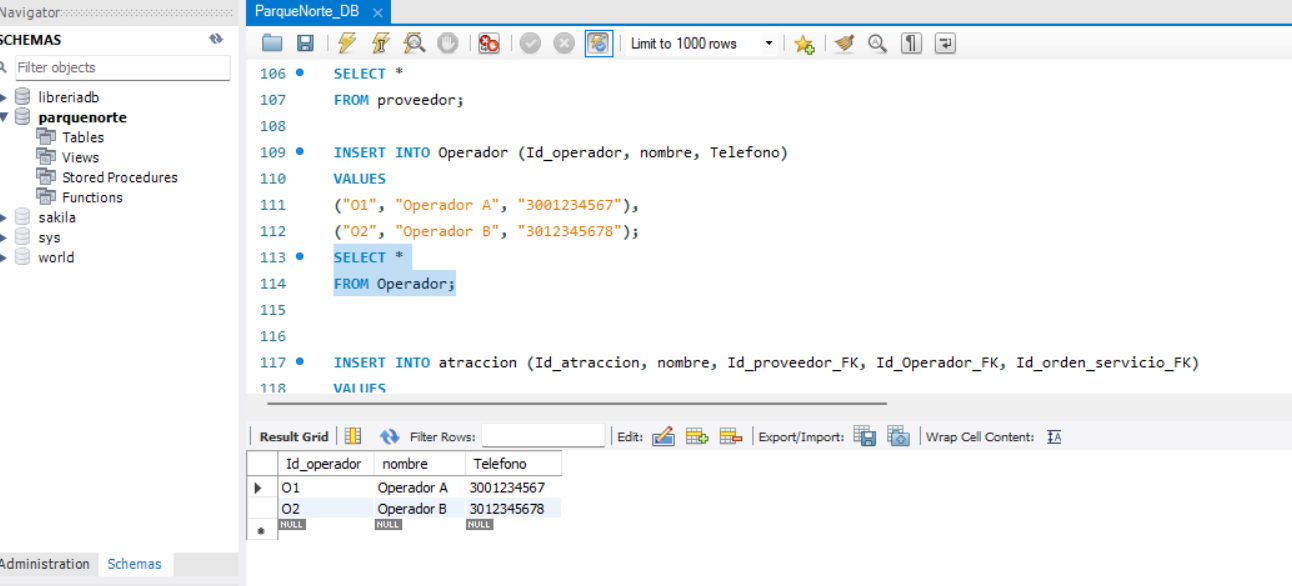 Navigator
ParqueNorte_DB
SCHEMAS
Limit to 1000 rows
Filter objects
libreriadb
parquenorte
Tables
Views
Stored Procedures
Functions
sakila
sys
world
106 SELECT *
107 FROM proveedor;
108
109 INSERT INTO Operador (Id_operador, nombre, Telefono)
110 VALUES
111 ("O1", "Operador A", "3001234567"),
112 ("O2", "Operador B", "3012345678");
113 SELECT *
114 FROM Operador;
115
116
117 INSERT INTO atraccion (Id_atraccion, nombre, Id_proveedor_FK, Id_Operador_FK, Id_orden_servicio_FK)
118 VALUES
Result Grid Filter Rows: Edit: Export/Import: Wrap Cell Content:
Id_operador nombre Telefono
O1 Operador A 3001234567
O2 Operador B 3012345678
NULL NULL NULL
Administration Schemas